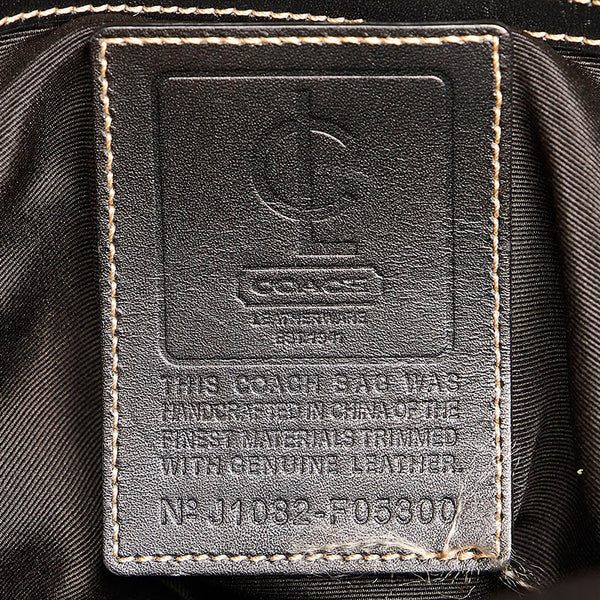 CL
COACH
LEATHERWARE
EST. 1941
THIS COACH BAG WAS
HANDCRAFTED IN CHINA OF THE
FINEST MATERIALS TRIMMED
WITH GENUINE LEATHER.
Nº J1082-F05300